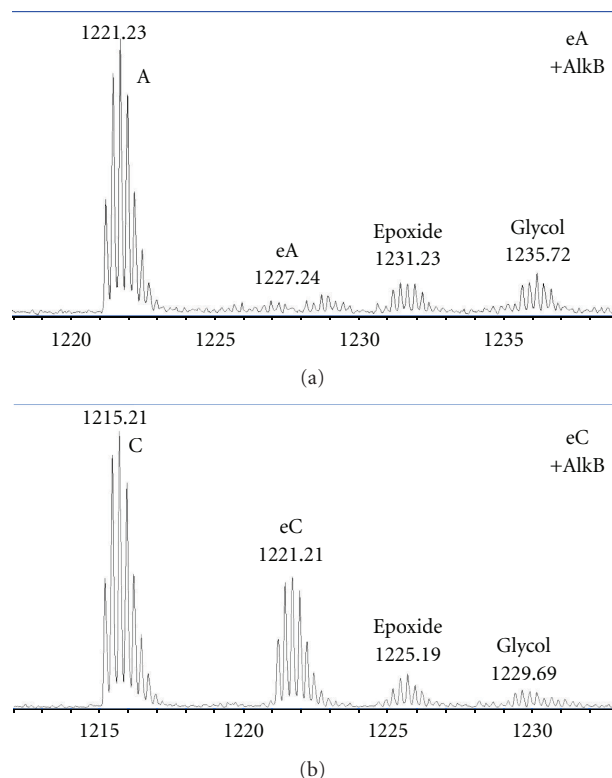 1221.23
A
eA
+AlkB
eA
1227.24
Epoxide
1231.23
Glycol
1235.72
1220 1225 1230 1235
(a)
1215.21
C
eC
+AlkB
eC
1221.21
Epoxide
1225.19
Glycol
1229.69
1215 1220 1225 1230
(b)